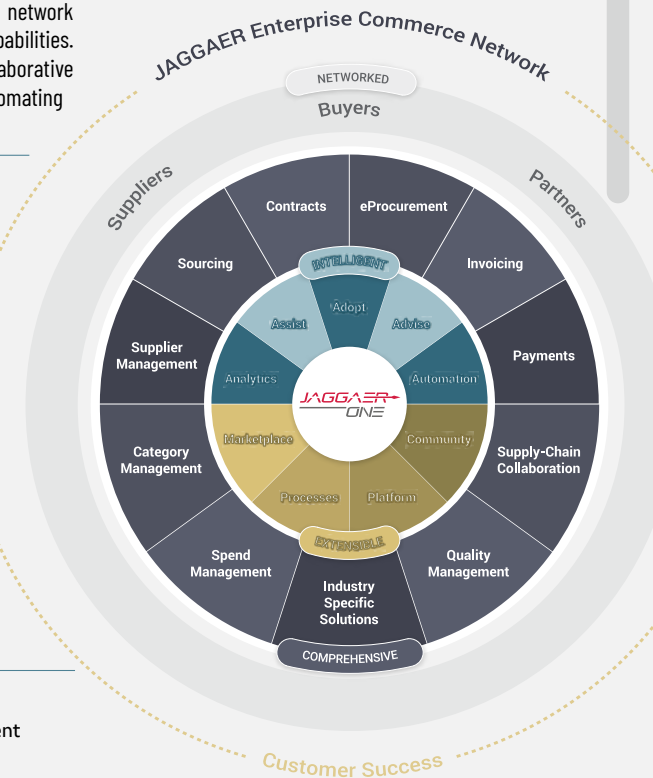 network
aborative
omating
JAGGAER Enterprise Commerce Network
NETWORKED
Buyers
Suppliers
Partners
Contracts
eProcurement
Sourcing
Invoicing
INTELLIGENT
Adopt
Assist
Advise
Supplier
Management
Payments
Analytics
Automation
JAGGAER
ONE
Marketplace
Community
Category
Management
Supply-Chain
Collaboration
Processes
Platform
EXTENSIBLE
Spend
Management
Quality
Management
Industry
Specific
Solutions
COMPREHENSIVE
ent
Customer Success